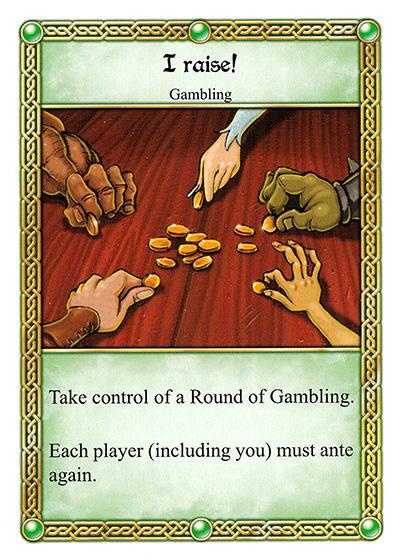 I raise!
Gambling
Take control of a Round of Gambling.
Each player (including you) must ante
again.